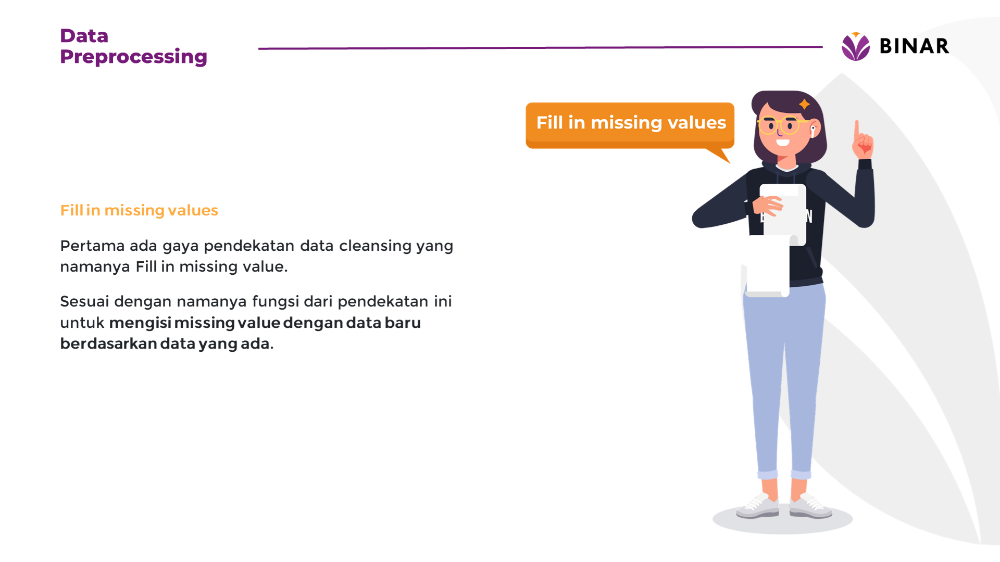 Data
Preprocessing
BINAR
Fill in missing values
Fill in missing values
Pertama ada gaya pendekatan data cleansing yang
namanya Fill in missing value.
Sesuai dengan namanya fungsi dari pendekatan ini
untuk mengisi missing value dengan data baru
berdasarkan data yang ada.